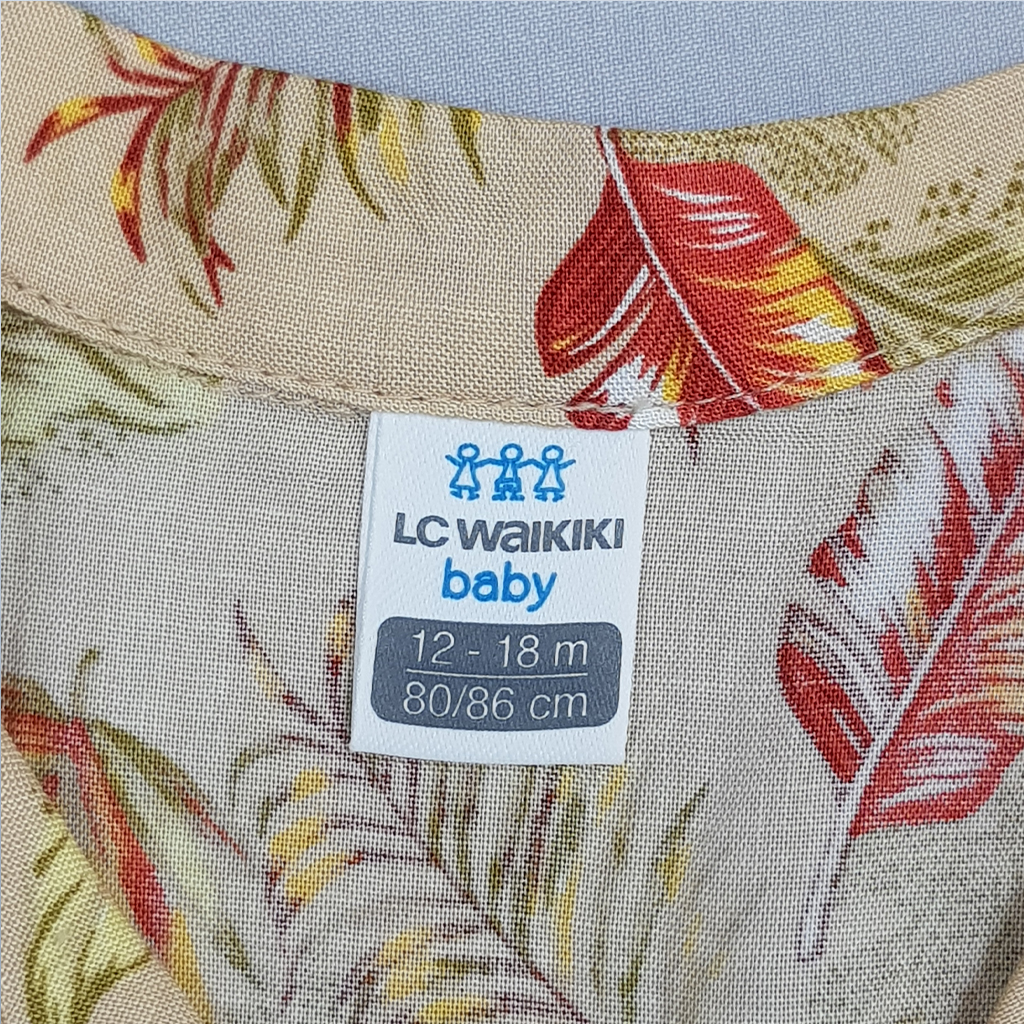 LC WAIKIKI
baby
12 - 18 m
80/86 cm